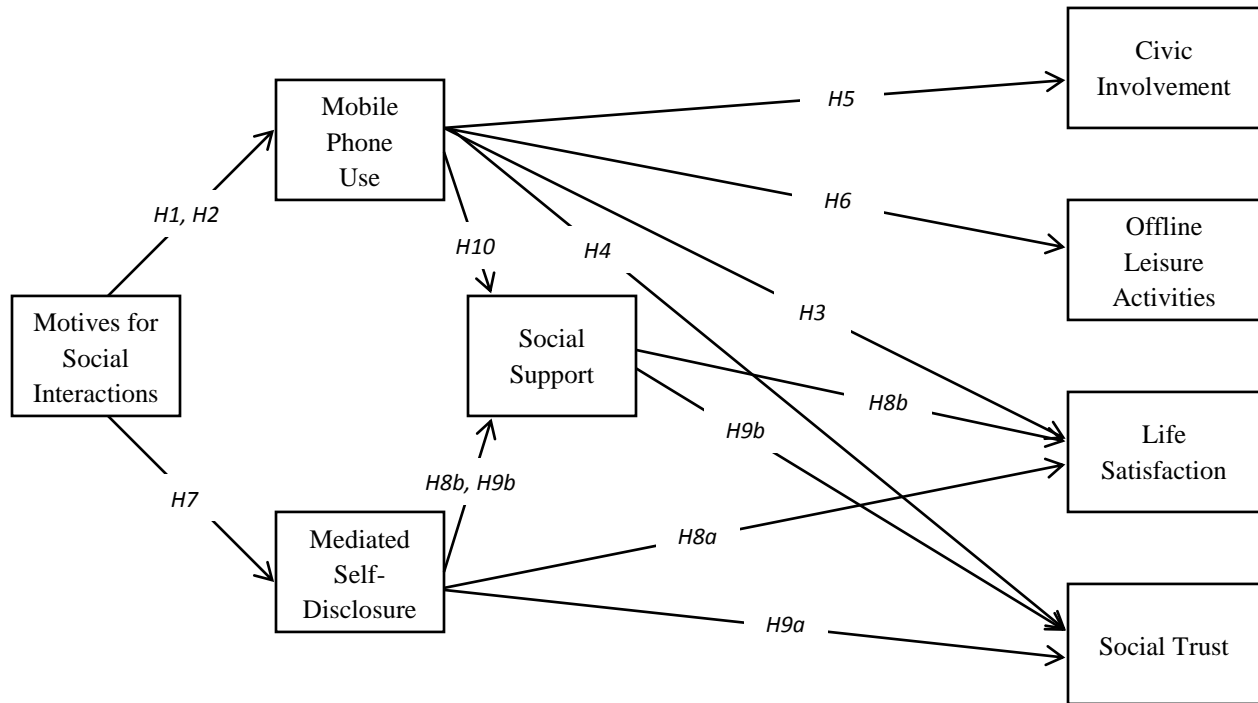 Civic
Involvement
Mobile
Phone
Use
H5
H6
Offline
Leisure
Activities
H1, H2
H10
H4
H3
Motives for
Social
Interactions
Social
Support
H8b
H9b
Life
Satisfaction
H7
H8b, H9b
Mediated
Self-
Disclosure
H8a
H9a
Social Trust